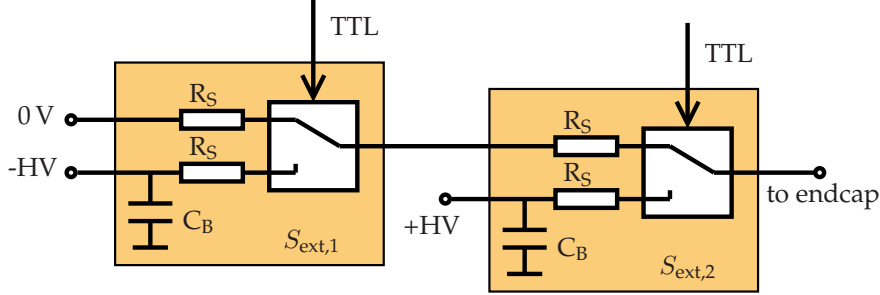 TTL
TTL
0 V
R_S
-HV
R_S
C_B
S_ext,1
R_S
R_S
+HV
C_B
S_ext,2
to endcap